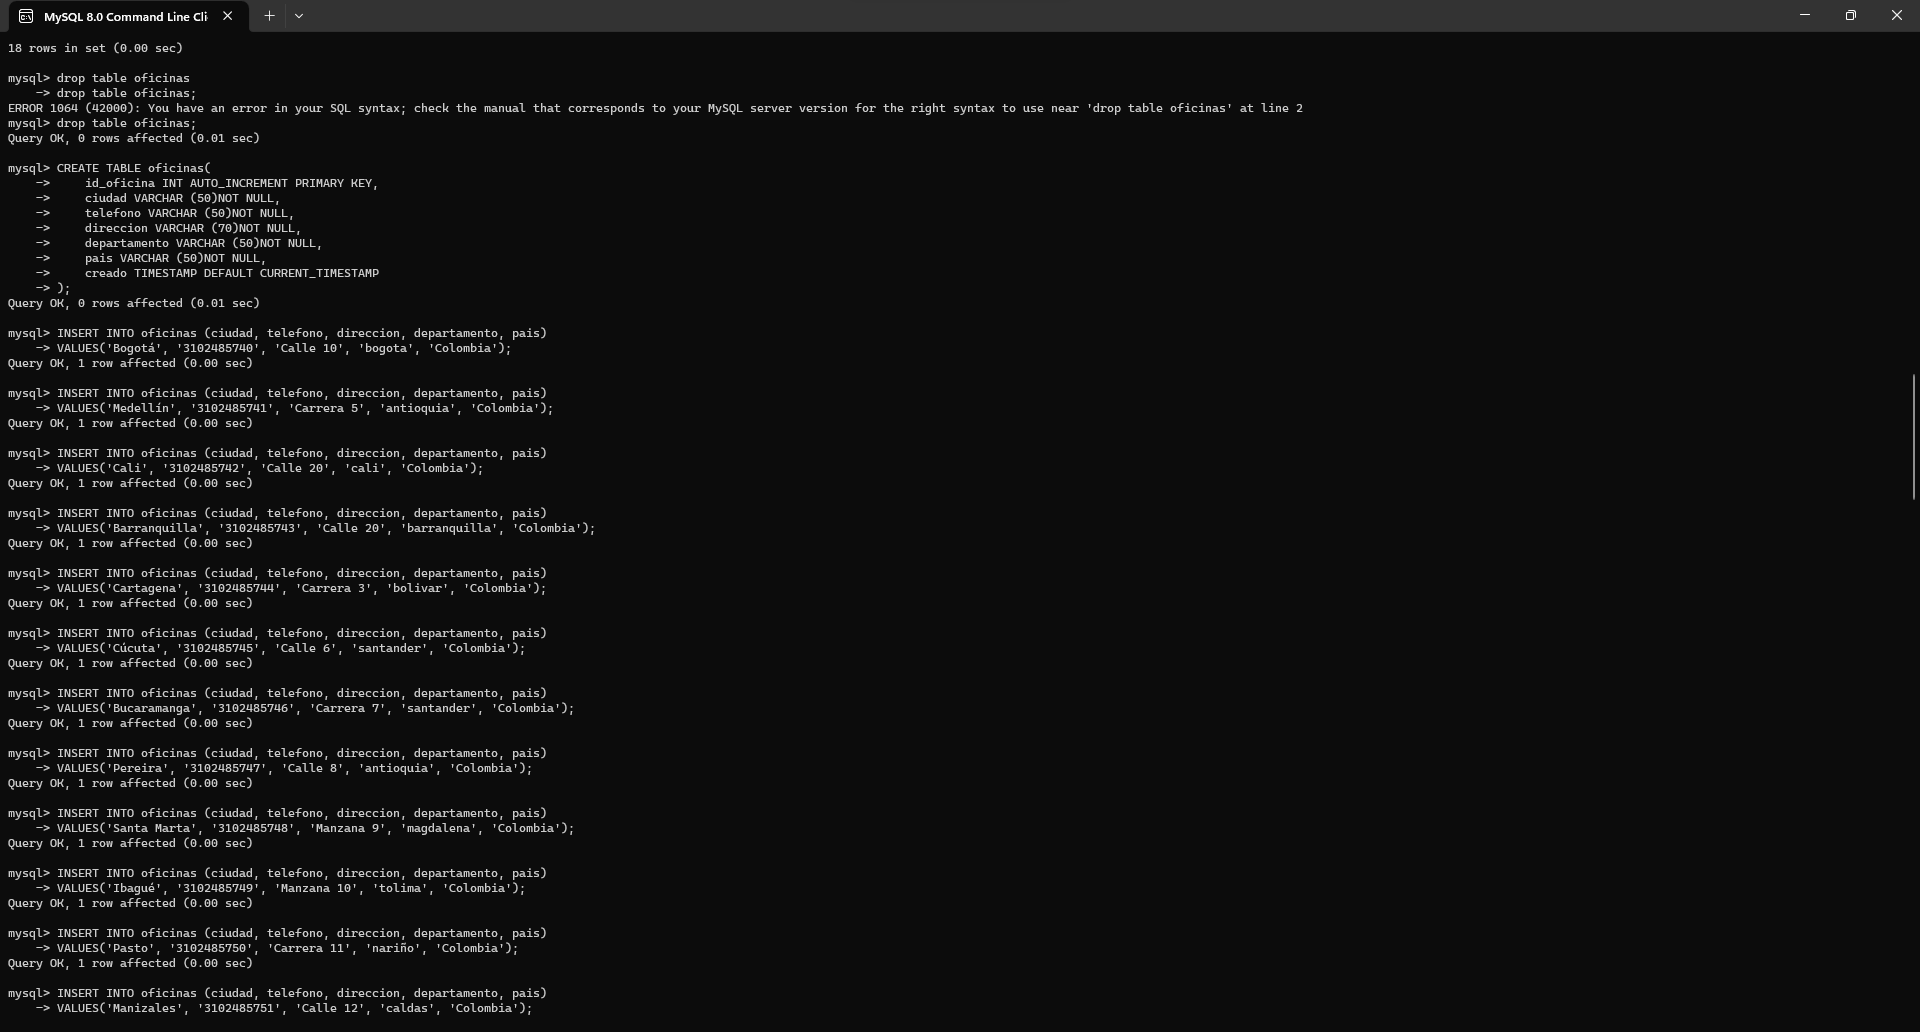 MySQL 8.0 Command Line Cli
18 rows in set (0.00 sec)
mysql> drop table oficinas
    -> drop table oficinas;
ERROR 1064 (42000): You have an error in your SQL syntax; check the manual that corresponds to your MySQL server version for the right syntax to use near 'drop table oficinas' at line 2
mysql> drop table oficinas;
Query OK, 0 rows affected (0.01 sec)
mysql> CREATE TABLE oficinas(
    ->     id_oficina INT AUTO_INCREMENT PRIMARY KEY,
    ->     ciudad VARCHAR (50)NOT NULL,
    ->     telefono VARCHAR (50)NOT NULL,
    ->     direccion VARCHAR (70)NOT NULL,
    ->     departamento VARCHAR (50)NOT NULL,
    ->     pais VARCHAR (50)NOT NULL,
    ->     creado TIMESTAMP DEFAULT CURRENT_TIMESTAMP
    -> );
Query OK, 0 rows affected (0.01 sec)
mysql> INSERT INTO oficinas (ciudad, telefono, direccion, departamento, pais)
    -> VALUES('Bogotá', '3102485740', 'Calle 10', 'bogota', 'Colombia');
Query OK, 1 row affected (0.00 sec)
mysql> INSERT INTO oficinas (ciudad, telefono, direccion, departamento, pais)
    -> VALUES('Medellín', '3102485741', 'Carrera 5', 'antioquia', 'Colombia');
Query OK, 1 row affected (0.00 sec)
mysql> INSERT INTO oficinas (ciudad, telefono, direccion, departamento, pais)
    -> VALUES('Cali', '3102485742', 'Calle 20', 'cali', 'Colombia');
Query OK, 1 row affected (0.00 sec)
mysql> INSERT INTO oficinas (ciudad, telefono, direccion, departamento, pais)
    -> VALUES('Barranquilla', '3102485743', 'Calle 20', 'barranquilla', 'Colombia');
Query OK, 1 row affected (0.00 sec)
mysql> INSERT INTO oficinas (ciudad, telefono, direccion, departamento, pais)
    -> VALUES('Cartagena', '3102485744', 'Carrera 3', 'bolivar', 'Colombia');
Query OK, 1 row affected (0.00 sec)
mysql> INSERT INTO oficinas (ciudad, telefono, direccion, departamento, pais)
    -> VALUES('Cúcuta', '3102485745', 'Calle 6', 'santander', 'Colombia');
Query OK, 1 row affected (0.00 sec)
mysql> INSERT INTO oficinas (ciudad, telefono, direccion, departamento, pais)
    -> VALUES('Bucaramanga', '3102485746', 'Carrera 7', 'santander', 'Colombia');
Query OK, 1 row affected (0.00 sec)
mysql> INSERT INTO oficinas (ciudad, telefono, direccion, departamento, pais)
    -> VALUES('Pereira', '3102485747', 'Calle 8', 'antioquia', 'Colombia');
Query OK, 1 row affected (0.00 sec)
mysql> INSERT INTO oficinas (ciudad, telefono, direccion, departamento, pais)
    -> VALUES('Santa Marta', '3102485748', 'Manzana 9', 'magdalena', 'Colombia');
Query OK, 1 row affected (0.00 sec)
mysql> INSERT INTO oficinas (ciudad, telefono, direccion, departamento, pais)
    -> VALUES('Ibagué', '3102485749', 'Manzana 10', 'tolima', 'Colombia');
Query OK, 1 row affected (0.00 sec)
mysql> INSERT INTO oficinas (ciudad, telefono, direccion, departamento, pais)
    -> VALUES('Pasto', '3102485750', 'Carrera 11', 'nariño', 'Colombia');
Query OK, 1 row affected (0.00 sec)
mysql> INSERT INTO oficinas (ciudad, telefono, direccion, departamento, pais)
    -> VALUES('Manizales', '3102485751', 'Calle 12', 'caldas', 'Colombia');